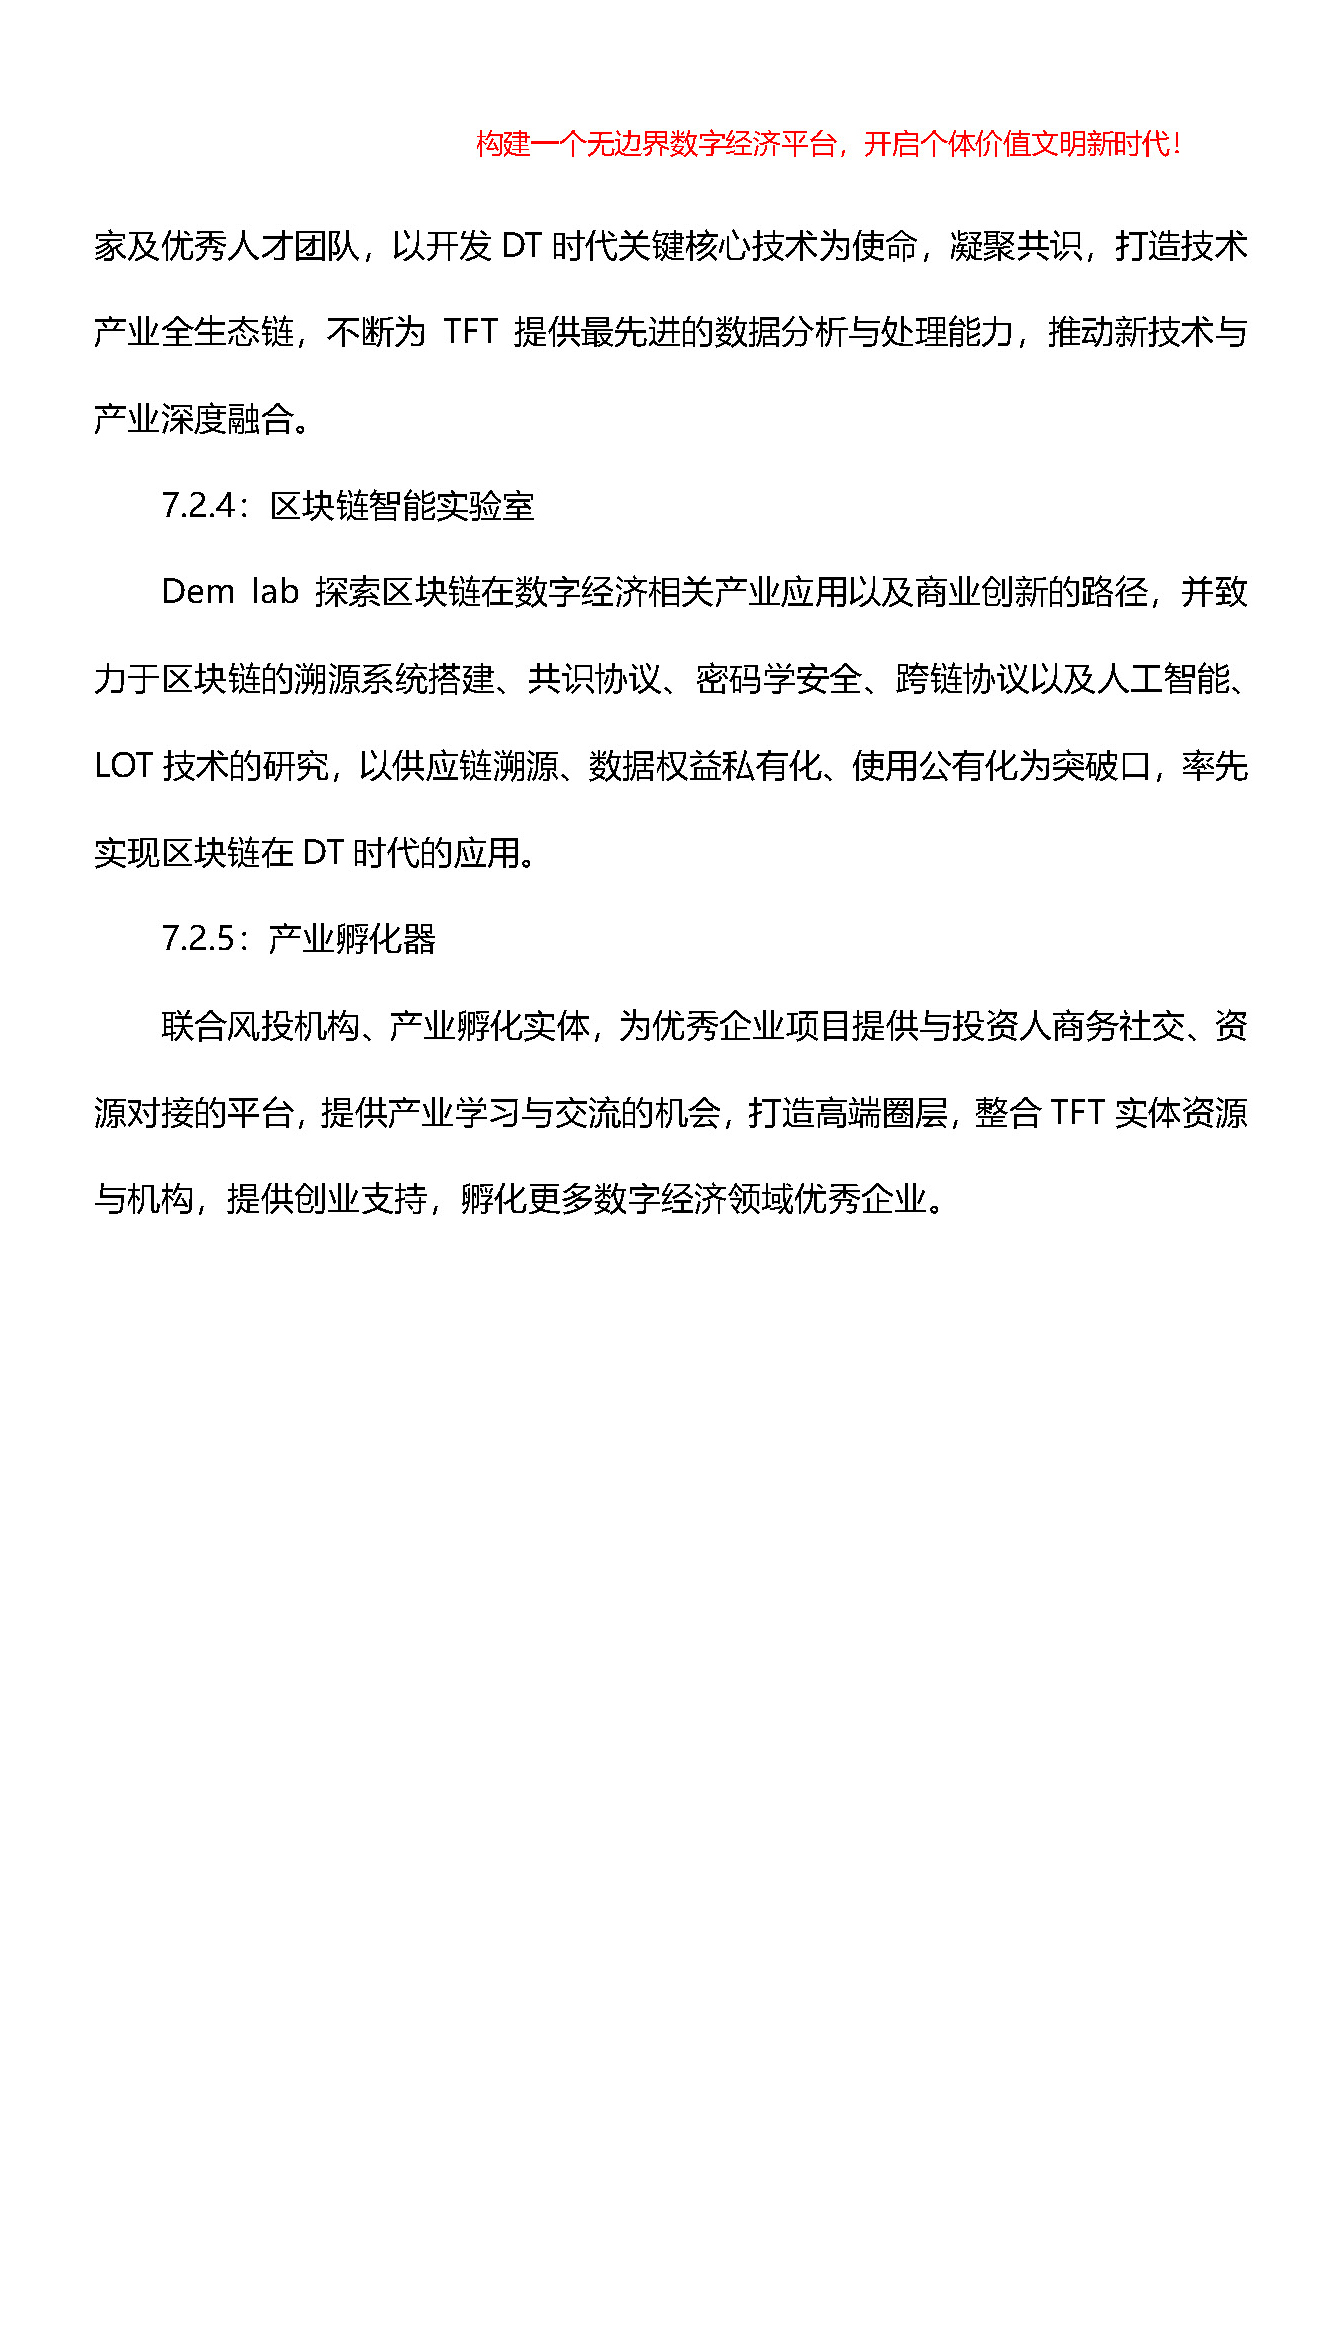 构建一个无边界数字经济平台，开启个体价值文明新时代！
家及优秀人才团队，以开发 DT 时代关键核心技术为使命，凝聚共识，打造技术
产业全生态链，不断为 TFT 提供最先进的数据分析与处理能力，推动新技术与
产业深度融合。
7.2.4：区块链智能实验室
Dem lab 探索区块链在数字经济相关产业应用以及商业创新的路径，并致
力于区块链的溯源系统搭建、共识协议、密码学安全、跨链协议以及人工智能、
LOT 技术的研究，以供应链溯源、数据权益私有化、使用公有化为突破口，率先
实现区块链在 DT 时代的应用。
7.2.5：产业孵化器
联合风投机构、产业孵化实体，为优秀企业项目提供与投资人商务社交、资
源对接的平台，提供产业学习与交流的机会，打造高端圈层，整合 TFT 实体资源
与机构，提供创业支持，孵化更多数字经济领域优秀企业。